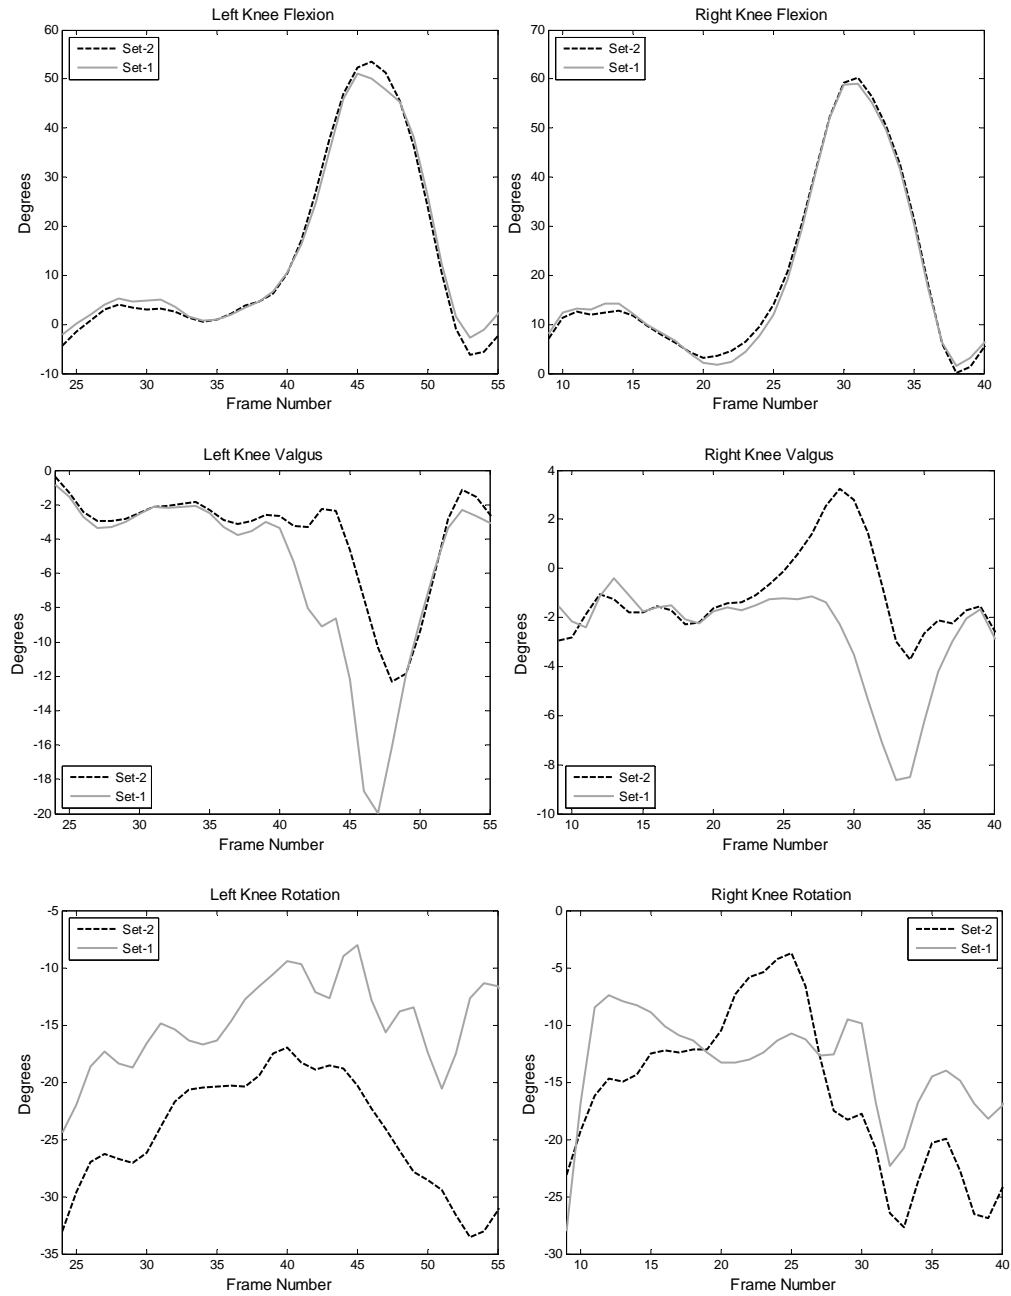 Left Knee Flexion
Set-2
Set-1
60
50
40
30
20
10
0
-10
Degrees
25 30 35 40 45 50 55
Frame Number
Right Knee Flexion
Set-2
Set-1
70
60
50
40
30
20
10
0
Degrees
10 15 20 25 30 35 40
Frame Number
Left Knee Valgus
0
-2
-4
-6
-8
-10
-12
-14
-16
-18
-20
Degrees
Set-2
Set-1
25 30 35 40 45 50 55
Frame Number
Right Knee Valgus
4
2
0
-2
-4
-6
-8
-10
Degrees
Set-2
Set-1
10 15 20 25 30 35 40
Frame Number
Left Knee Rotation
Set-2
Set-1
-5
-10
-15
-20
-25
-30
-35
Degrees
25 30 35 40 45 50 55
Frame Number
Right Knee Rotation
Set-2
Set-1
0
-5
-10
-15
-20
-25
-30
Degrees
10 15 20 25 30 35 40
Frame Number